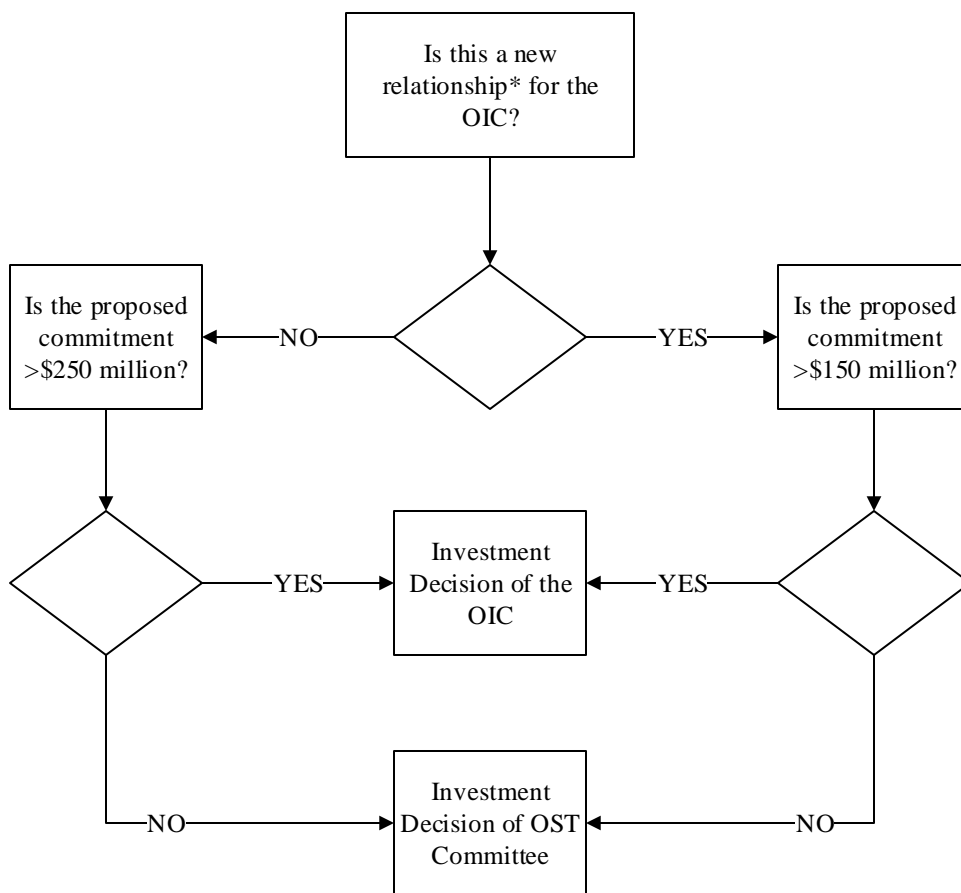 Is this a new
relationship* for the
OIC?
NO
YES
Is the proposed
commitment
>$250 million?
Is the proposed
commitment
>$150 million?
YES
Investment
Decision of the
OIC
YES
NO
Investment
Decision of OST
Committee
NO